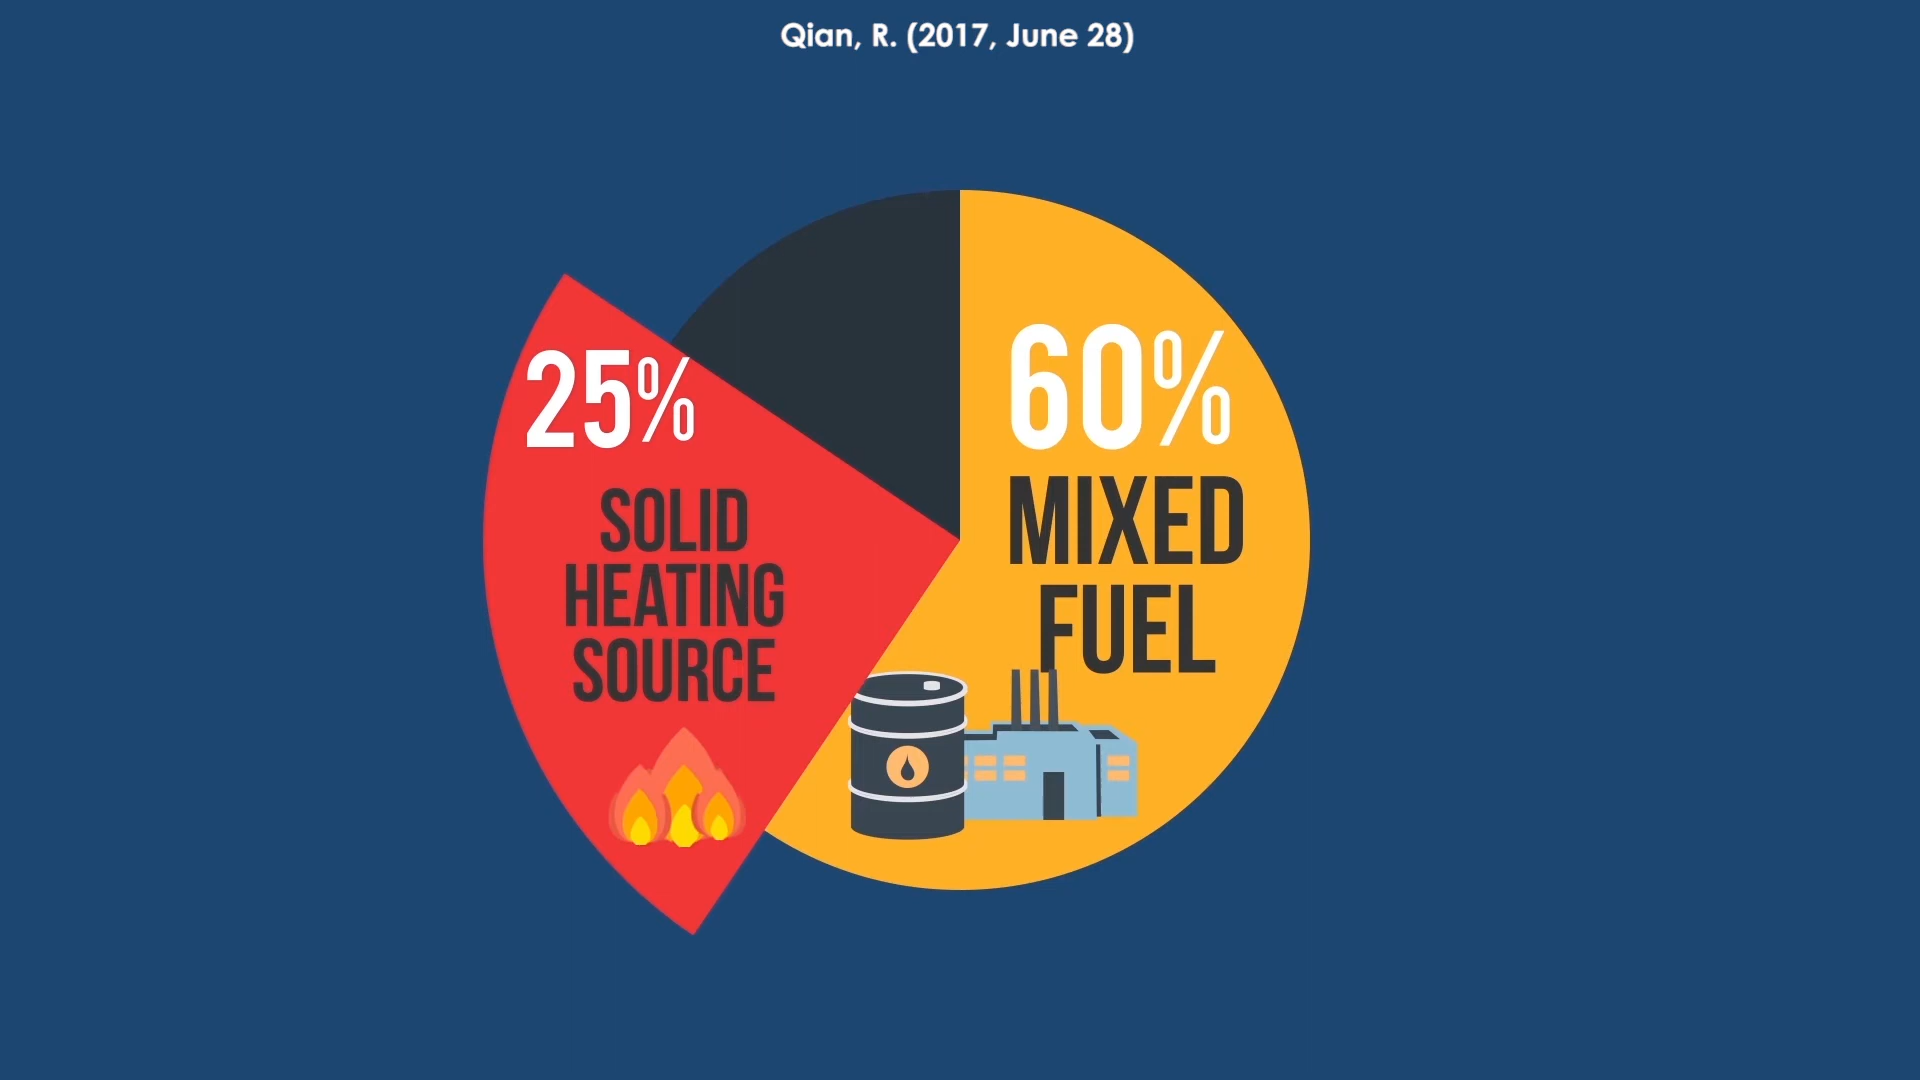 Qian, R. (2017, June 28)
25%
SOLID
HEATING
SOURCE
60%
MIXED
FUEL